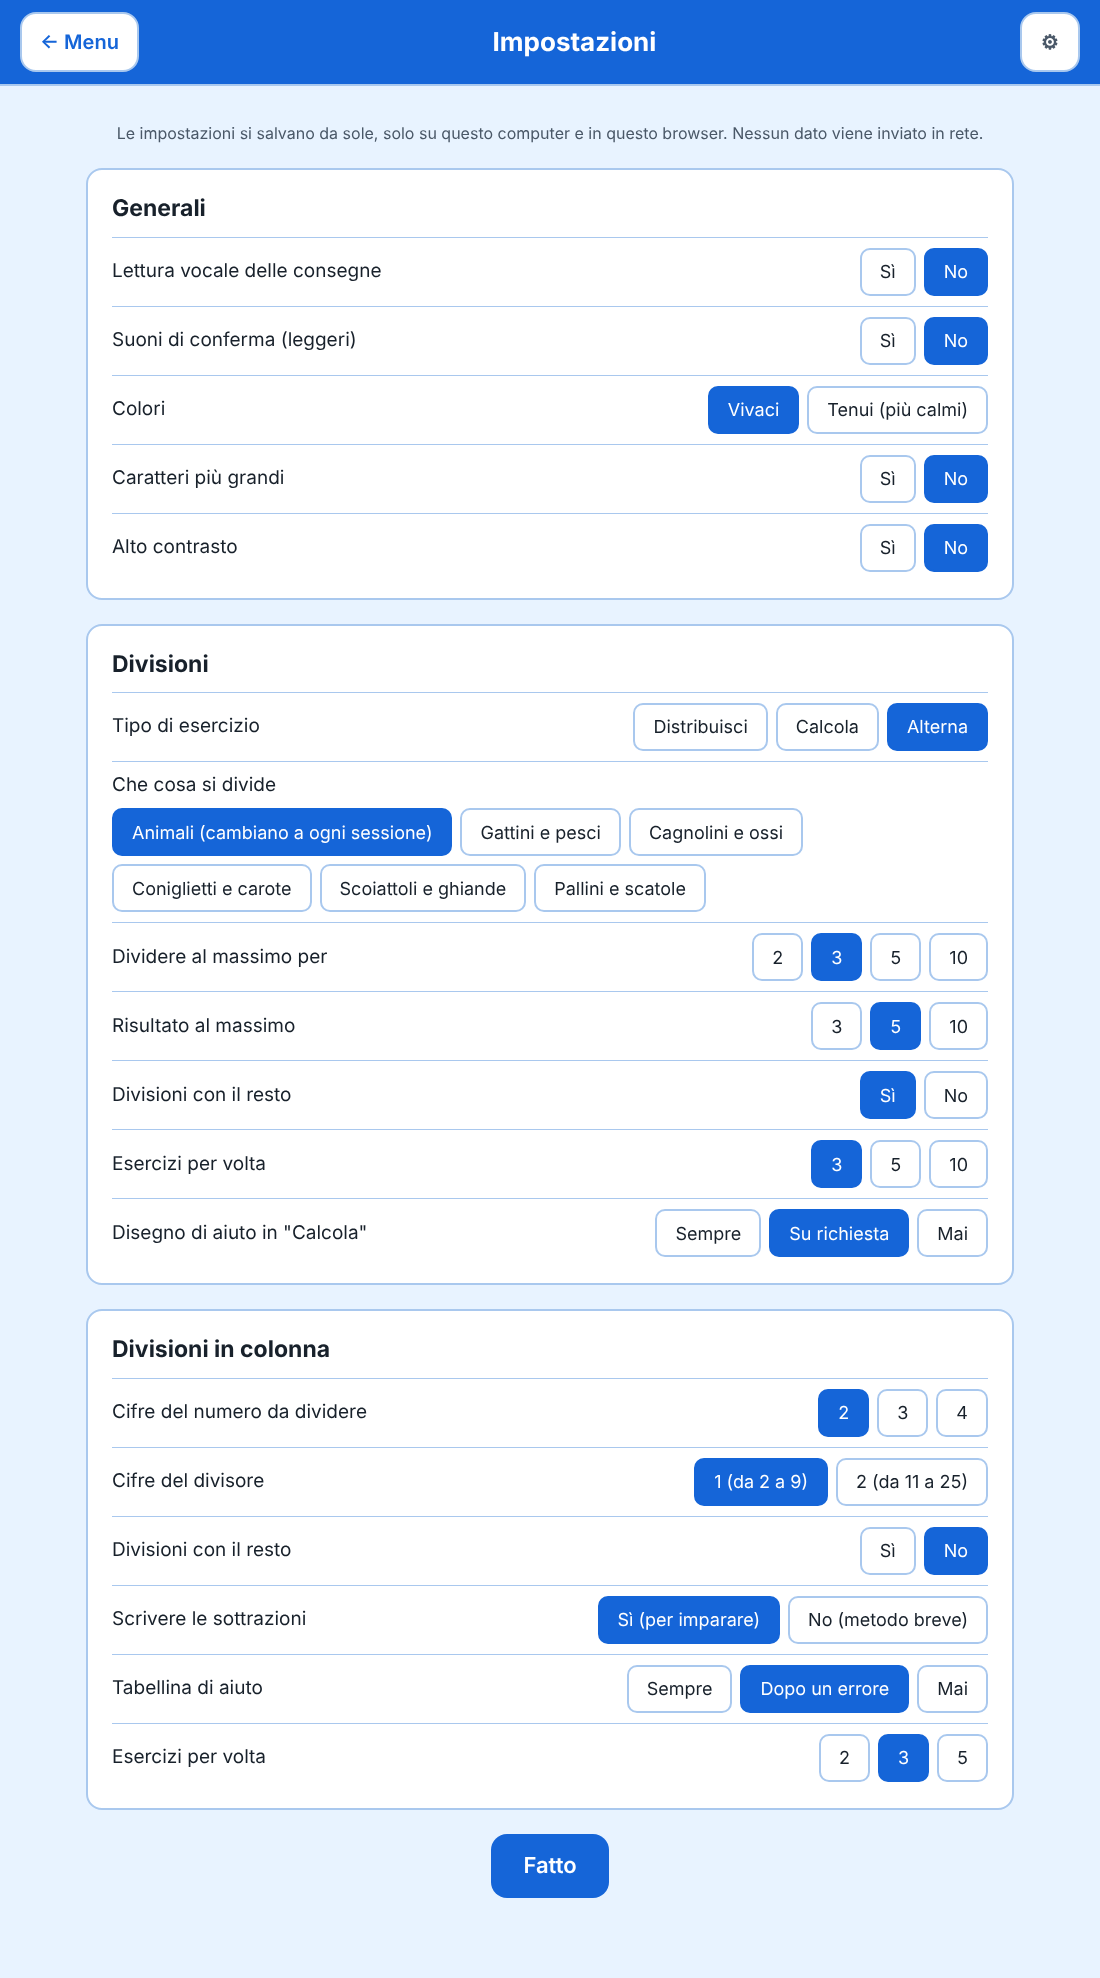 ← Menu
Impostazioni
⚙
Le impostazioni si salvano da sole, solo su questo computer e in questo browser. Nessun dato viene inviato in rete.
Generali
Lettura vocale delle consegne Sì No
Suoni di conferma (leggeri) Sì No
Colori Vivaci Tenui (più calmi)
Caratteri più grandi Sì No
Alto contrasto Sì No
Divisioni
Tipo di esercizio Distribuisci Calcola Alterna
Che cosa si divide
Animali (cambiano a ogni sessione) Gattini e pesci Cagnolini e ossi
Coniglietti e carote Scoiattoli e ghiande Pallini e scatole
Dividere al massimo per 2 3 5 10
Risultato al massimo 3 5 10
Divisioni con il resto Sì No
Esercizi per volta 3 5 10
Disegno di aiuto in "Calcola" Sempre Su richiesta Mai
Divisioni in colonna
Cifre del numero da dividere 2 3 4
Cifre del divisore 1 (da 2 a 9) 2 (da 11 a 25)
Divisioni con il resto Sì No
Scrivere le sottrazioni Sì (per imparare) No (metodo breve)
Tabellina di aiuto Sempre Dopo un errore Mai
Esercizi per volta 2 3 5
Fatto